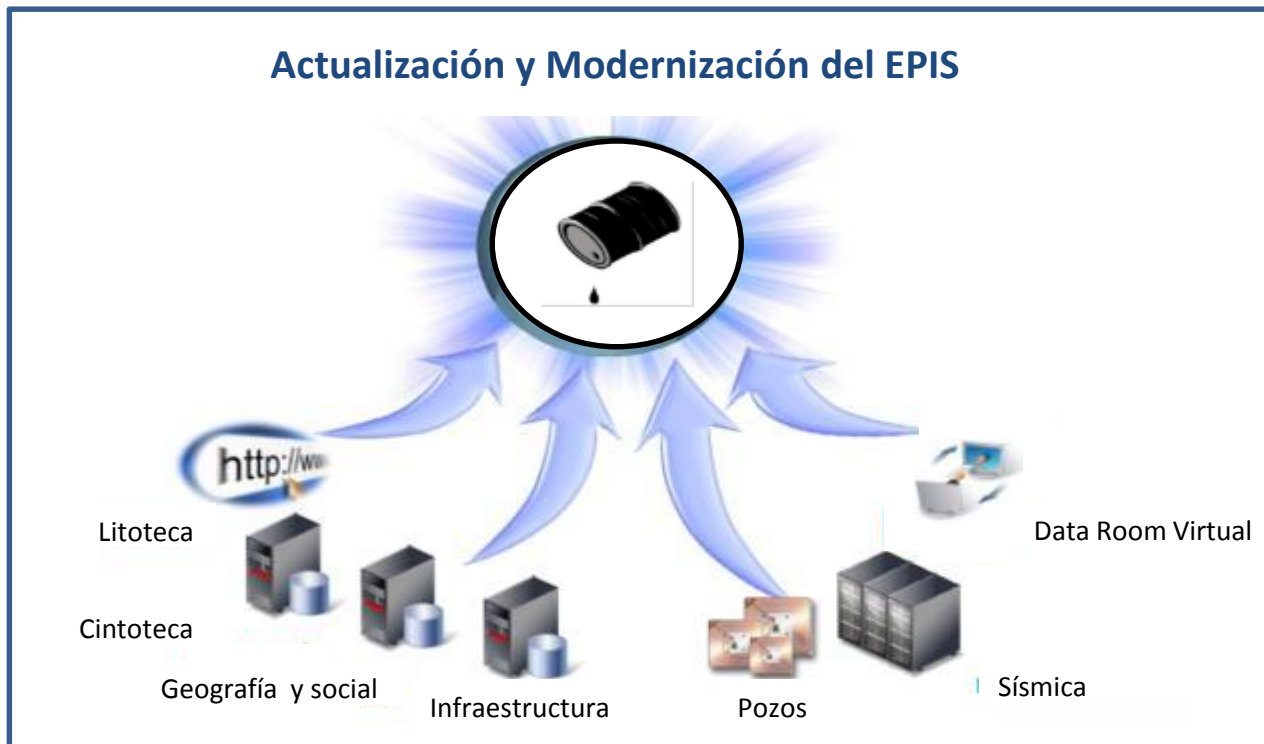 Actualización y Modernización del EPIS
http://ww
Litoteca
Data Room Virtual
Cintoteca
Geografía y social
Infraestructura
Pozos
Sísmica